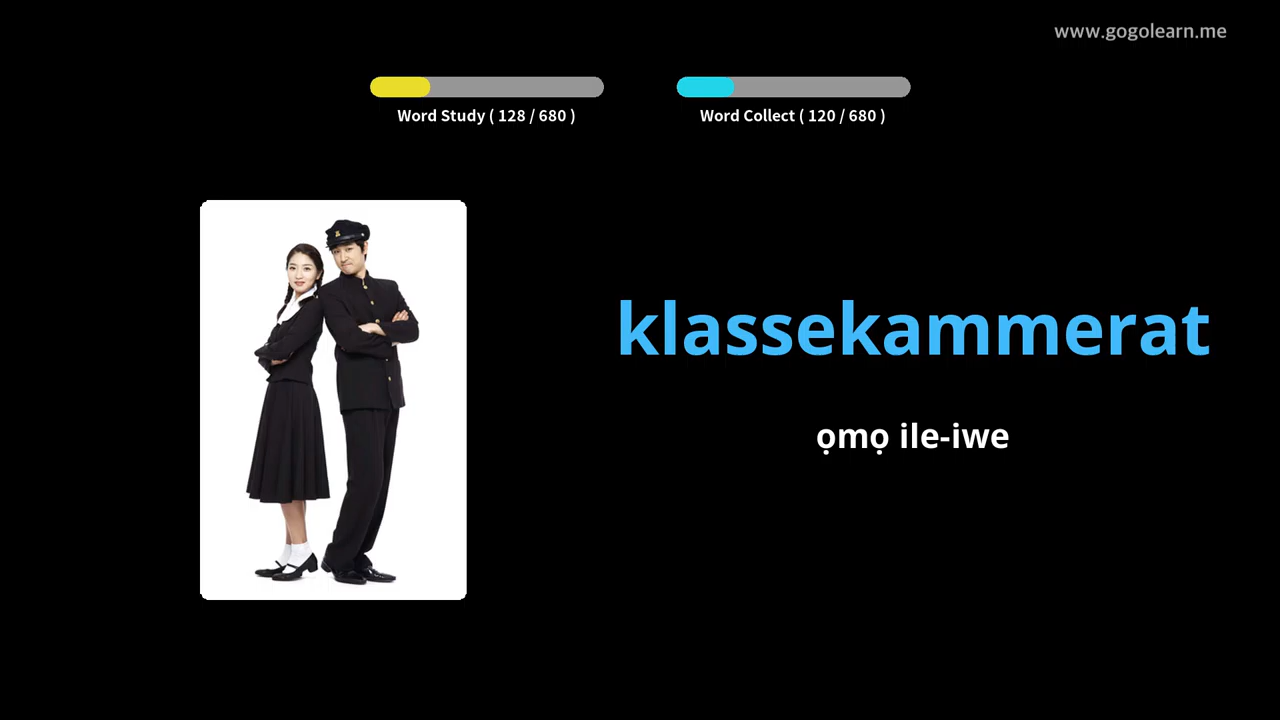 www.gogolearn.me
Word Study ( 128 / 680 )
Word Collect ( 120 / 680 )
klassekammerat
ọmọ ile-iwe